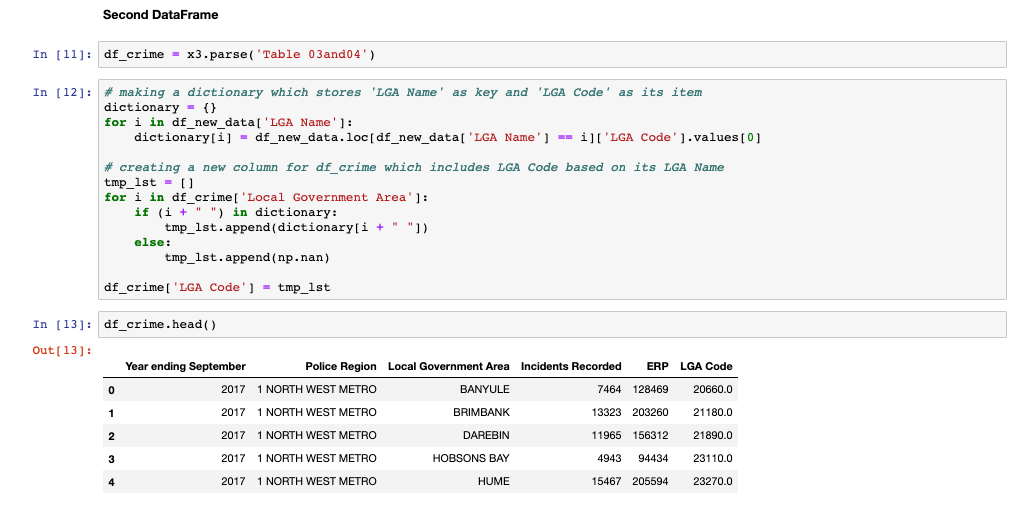 Second DataFrame
In [11]: df_crime = x3.parse('Table 03and04')
In [12]: # making a dictionary which stores 'LGA Name' as key and 'LGA Code' as its item
dictionary = {}
for i in df_new_data['LGA Name']:
    dictionary[i] = df_new_data.loc[df_new_data['LGA Name'] == i]['LGA Code'].values[0]

# creating a new column for df_crime which includes LGA Code based on its LGA Name
tmp_lst = []
for i in df_crime['Local Government Area']:
    if (i + " ") in dictionary:
        tmp_lst.append(dictionary[i + " "])
    else:
        tmp_lst.append(np.nan)

df_crime['LGA Code'] = tmp_lst
In [13]: df_crime.head()
Out[13]:
Year ending September Police Region Local Government Area Incidents Recorded ERP LGA Code
0 2017 1 NORTH WEST METRO BANYULE 7464 128469 20660.0
1 2017 1 NORTH WEST METRO BRIMBANK 13323 203260 21180.0
2 2017 1 NORTH WEST METRO DAREBIN 11965 156312 21890.0
3 2017 1 NORTH WEST METRO HOBSONS BAY 4943 94434 23110.0
4 2017 1 NORTH WEST METRO HUME 15467 205594 23270.0